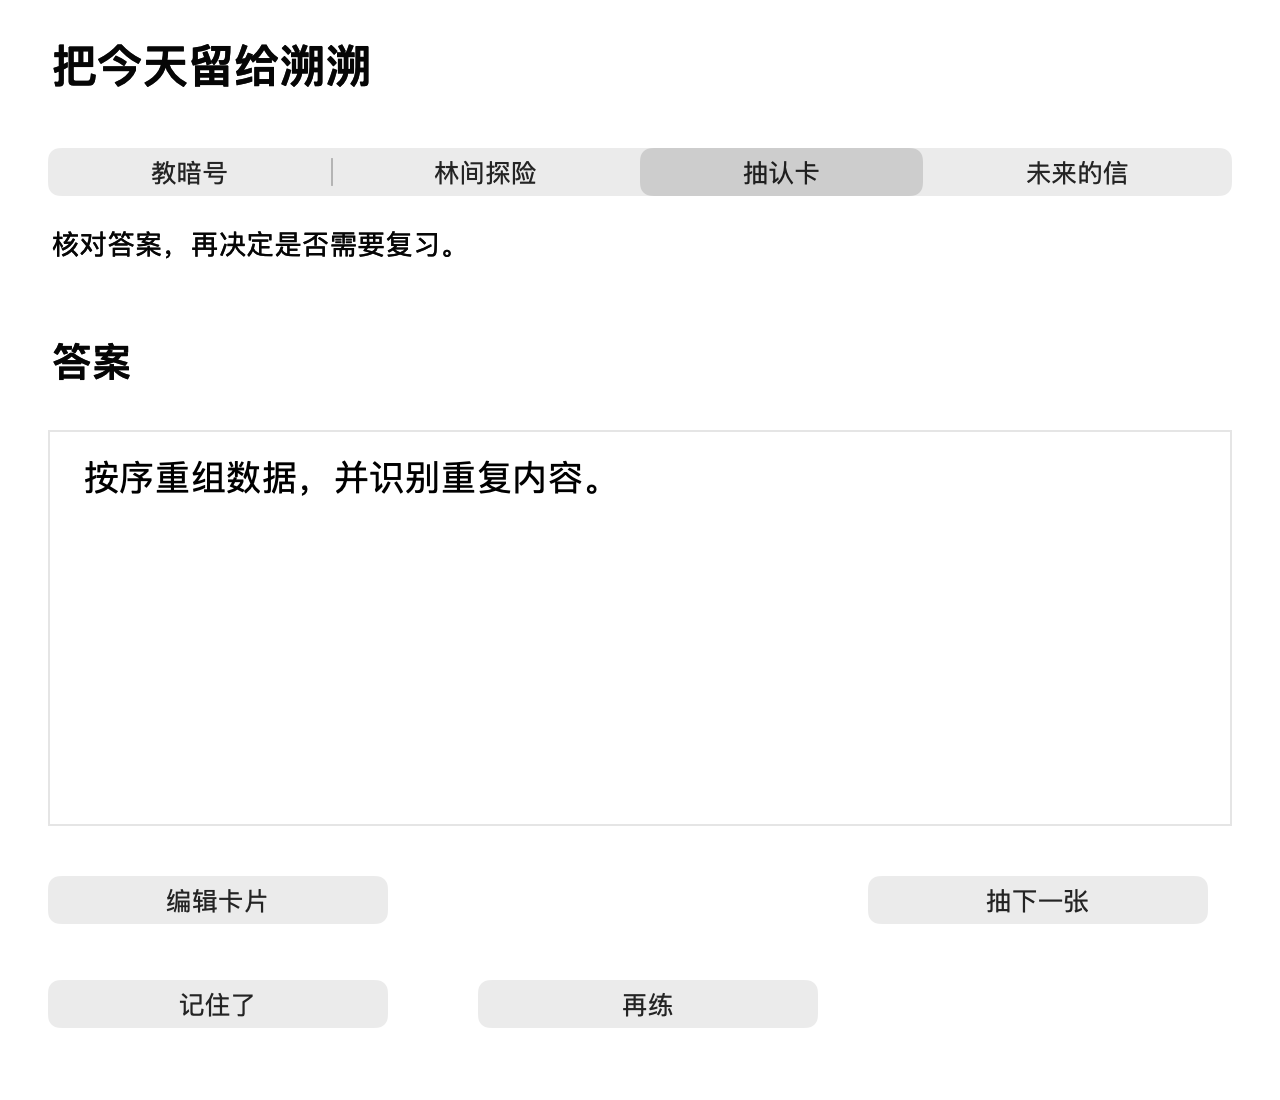 把今天留给溯溯
教暗号 林间探险 抽认卡 未来的信
核对答案，再决定是否需要复习。
答案
按序重组数据，并识别重复内容。
编辑卡片 抽下一张
记住了 再练